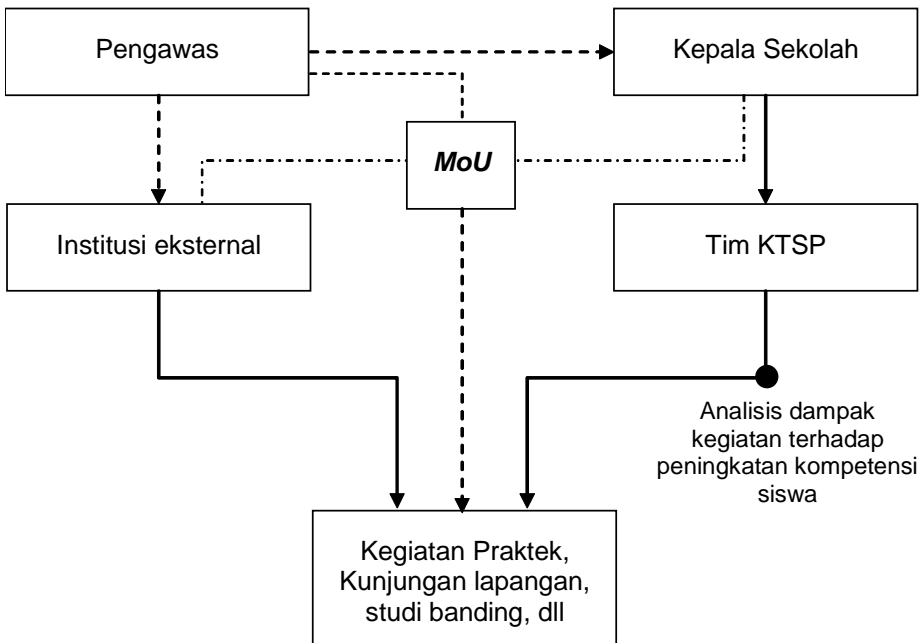 Pengawas
Kepala Sekolah
MoU
Institusi eksternal
Tim KTSP
Analisis dampak
kegiatan terhadap
peningkatan kompetensi
siswa
Kegiatan Praktek,
Kunjungan lapangan,
studi banding, dll